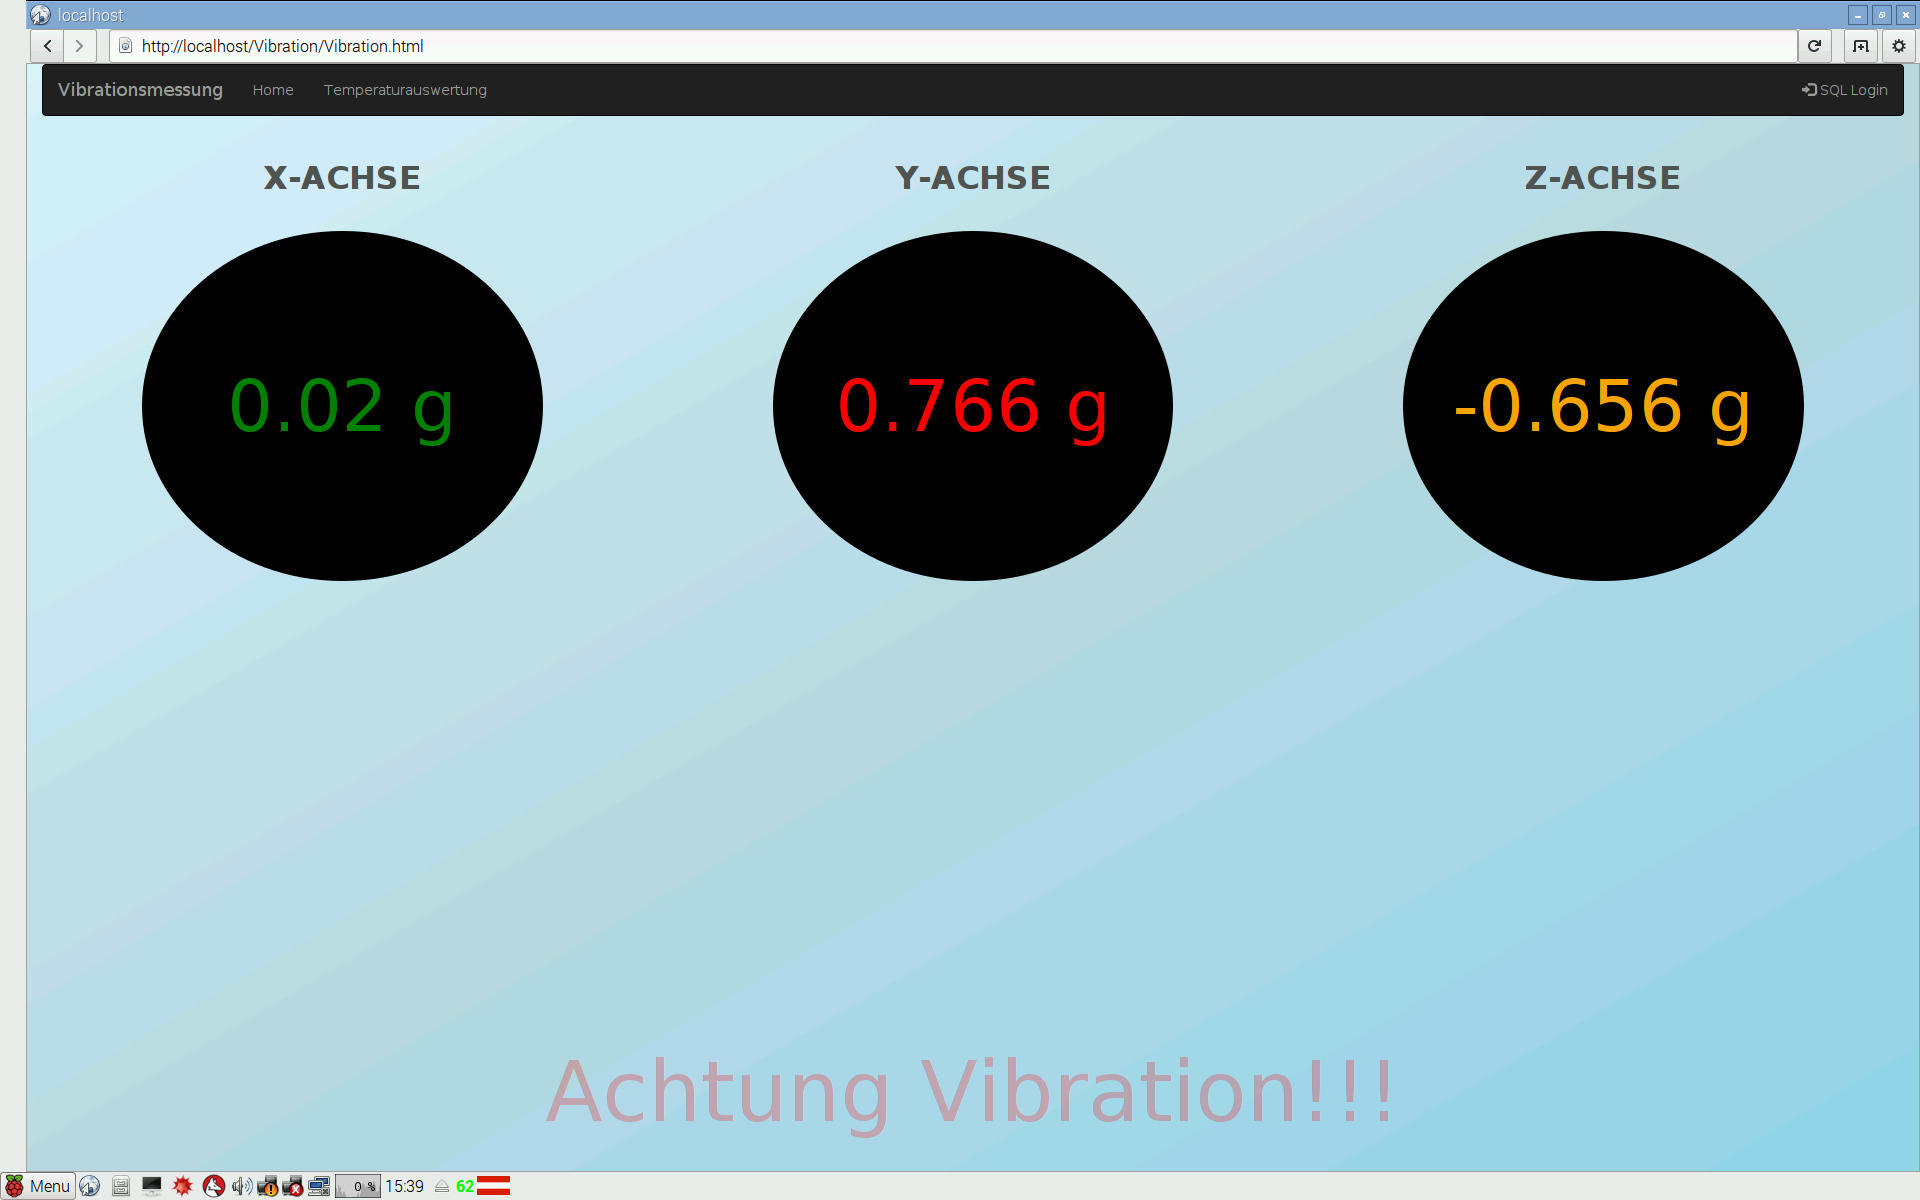 localhost
http://localhost/Vibration/Vibration.html
Vibrationsmessung Home Temperaturauswertung SQL Login
X-ACHSE Y-ACHSE Z-ACHSE
0.02 g 0.766 g -0.656 g
Achtung Vibration!!!
Menu 0 % 15:39 62